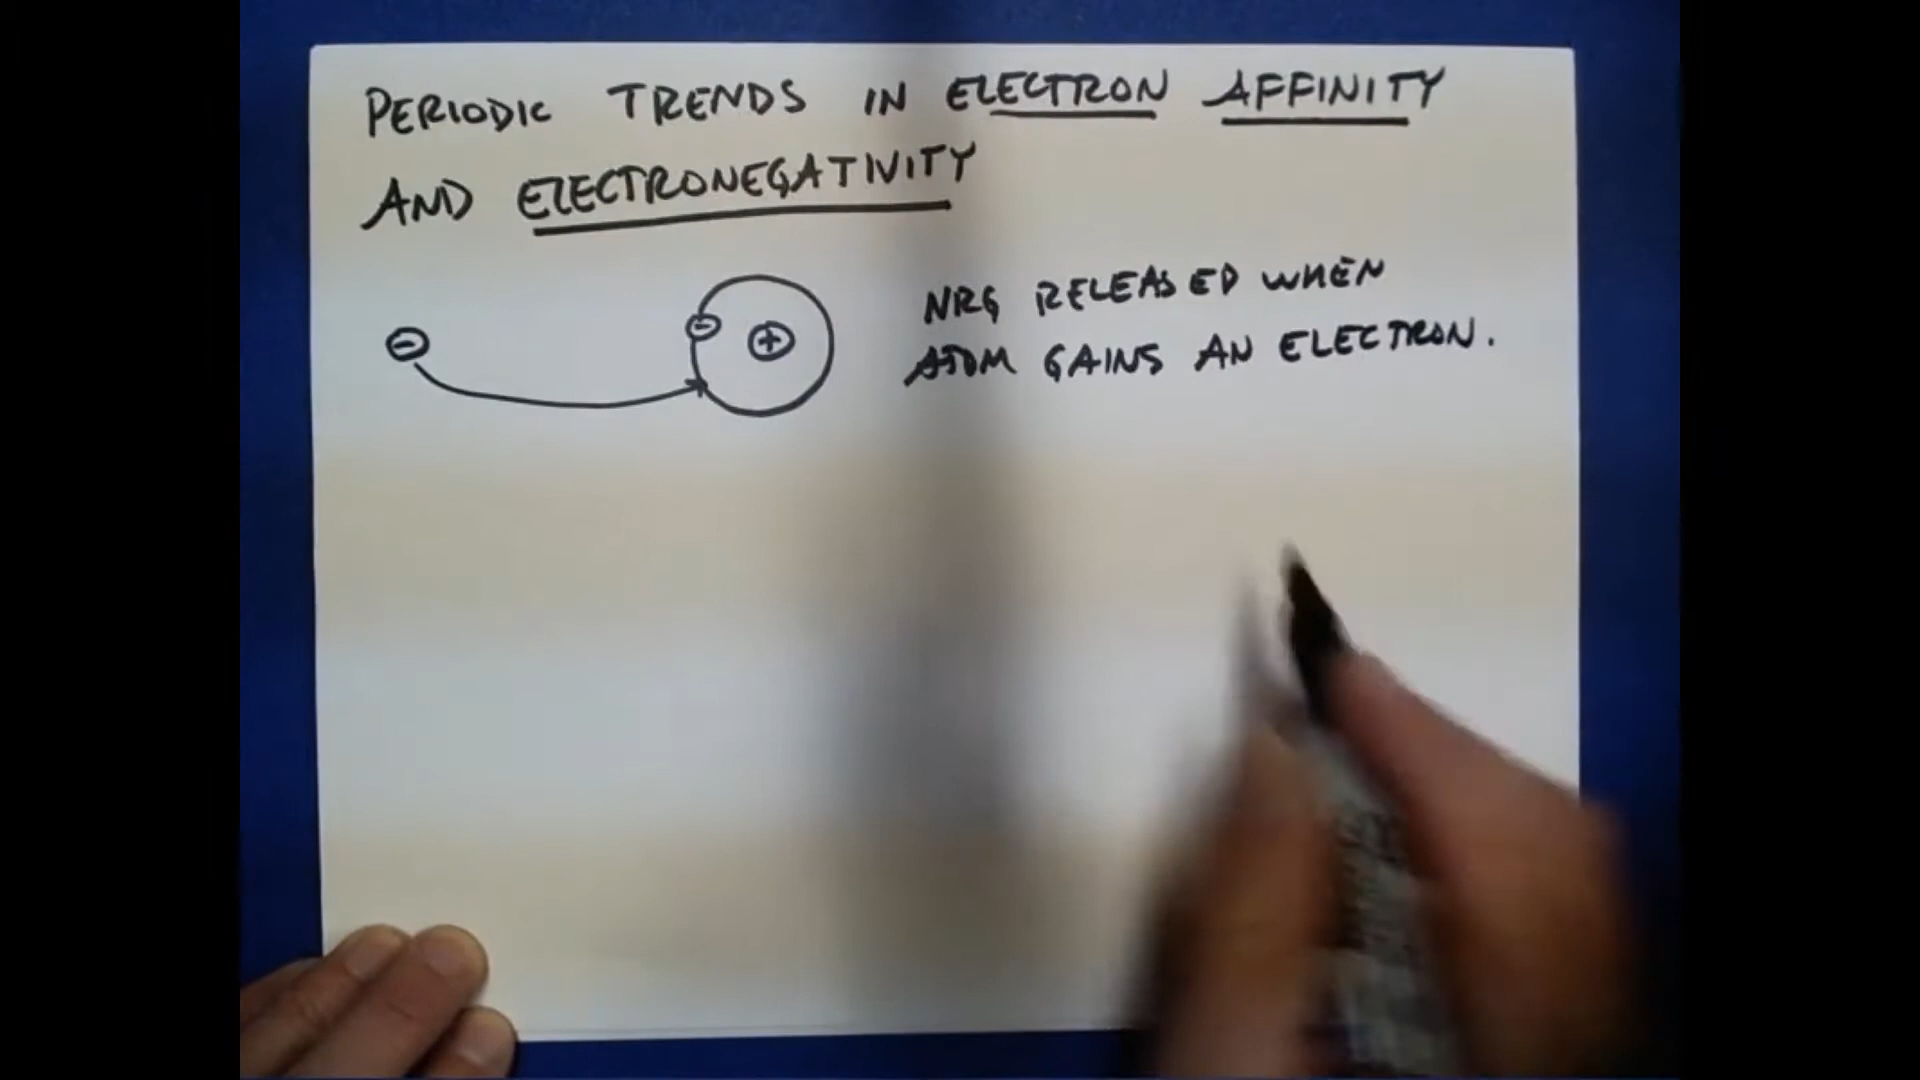 PERIODIC TRENDS IN ELECTRON AFFINITY
AND ELECTRONEGATIVITY
NRG RELEASED WHEN
ATOM GAINS AN ELECTRON.
- - +